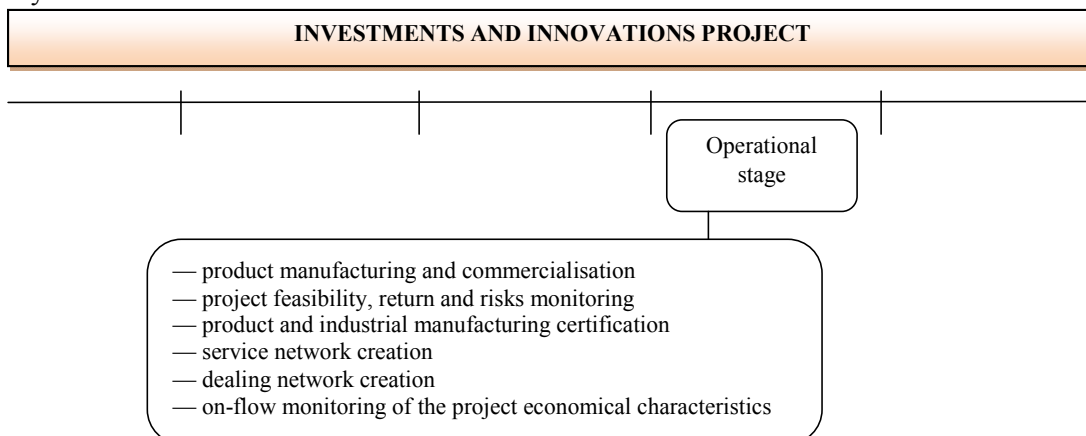 INVESTMENTS AND INNOVATIONS PROJECT
Operational
stage
— product manufacturing and commercialisation
— project feasibility, return and risks monitoring
— product and industrial manufacturing certification
— service network creation
— dealing network creation
— on-flow monitoring of the project economical characteristics